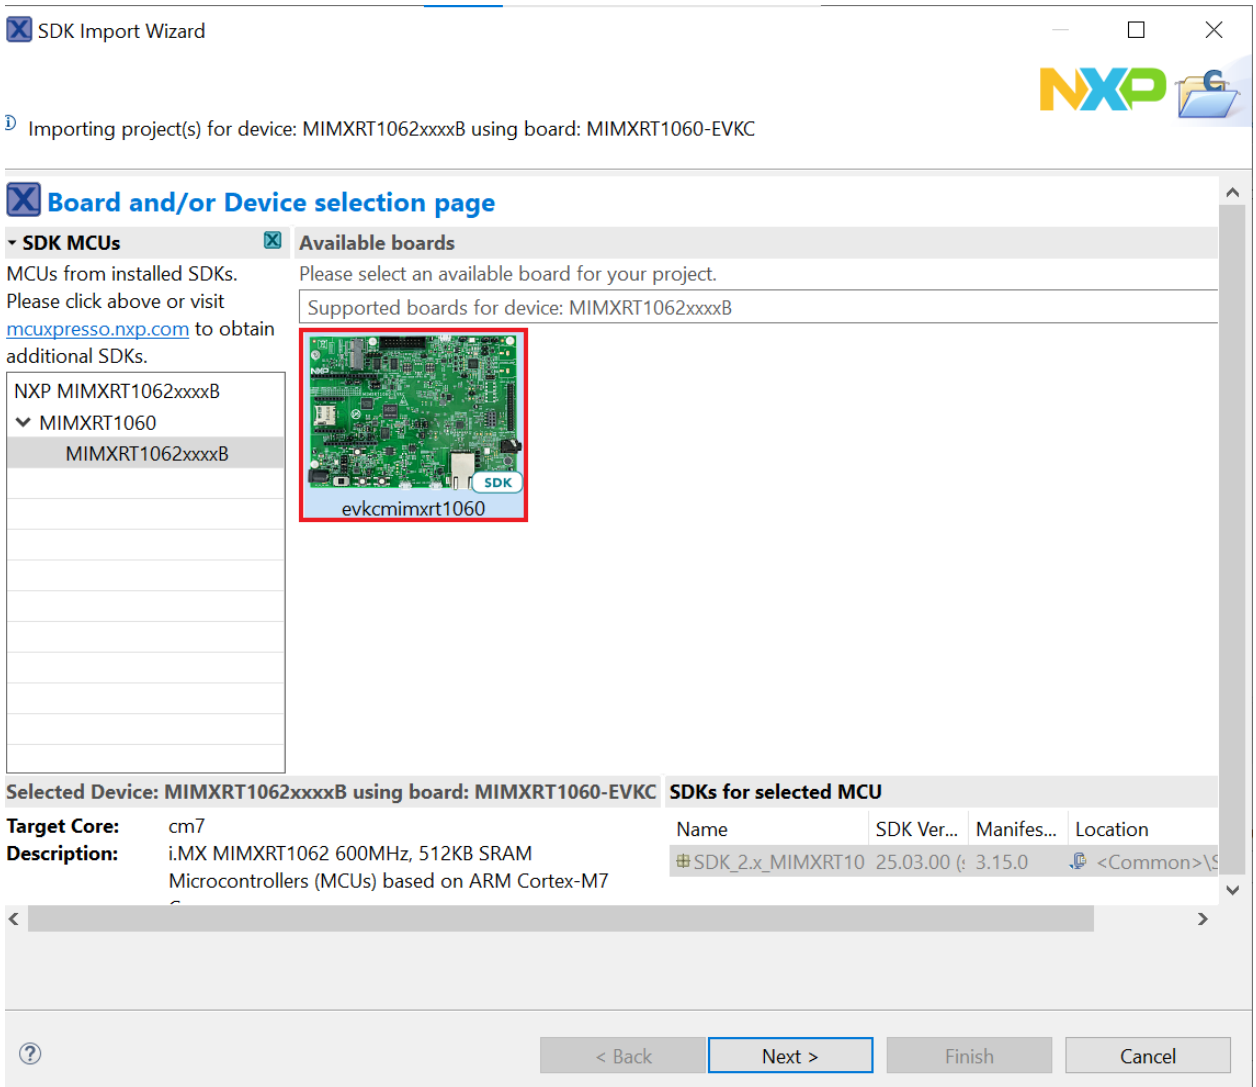 SDK Import Wizard
NXP
C
Importing project(s) for device: MIMXRT1062xxxxB using board: MIMXRT1060-EVKC
Board and/or Device selection page
SDK MCUs
MCUs from installed SDKs.
Please click above or visit
mcuxpresso.nxp.com to obtain
additional SDKs.
NXP MIMXRT1062xxxxB
MIMXRT1060
MIMXRT1062xxxxB
Available boards
Please select an available board for your project.
Supported boards for device: MIMXRT1062xxxxB
NXP
SDK
evkcmimxrt1060
Selected Device: MIMXRT1062xxxxB using board: MIMXRT1060-EVKC
Target Core: cm7
Description: i.MX MIMXRT1062 600MHz, 512KB SRAM
Microcontrollers (MCUs) based on ARM Cortex-M7
SDKs for selected MCU
Name SDK Ver... Manifes... Location
SDK_2.x_MIMXRT10 25.03.00 ( 3.15.0 <Common>\S
< Back Next > Finish Cancel